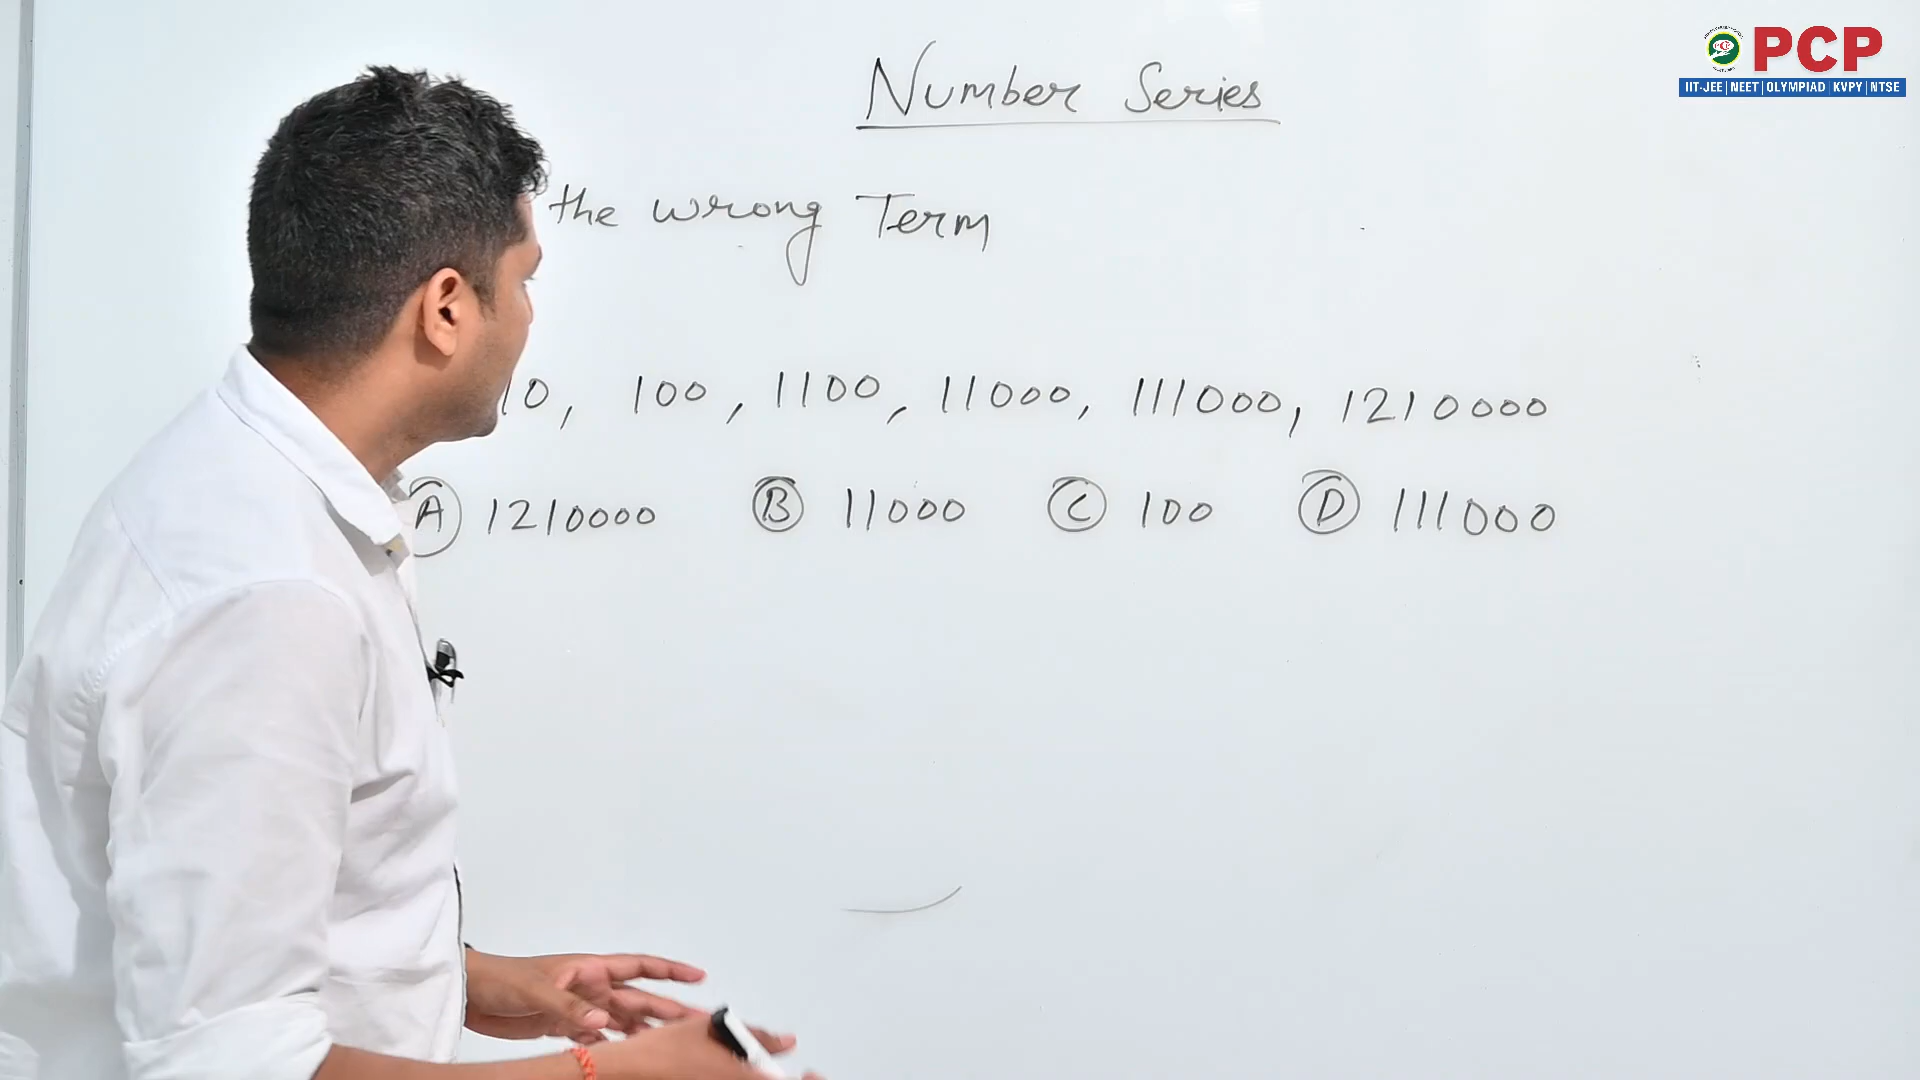 PCP
IIT-JEE | NEET | OLYMPIAD | KVPY | NTSE
Number Series
the wrong Term
10, 100, 1100, 11000, 111000, 1210000
A 1210000 B 11000 C 100 D 111000